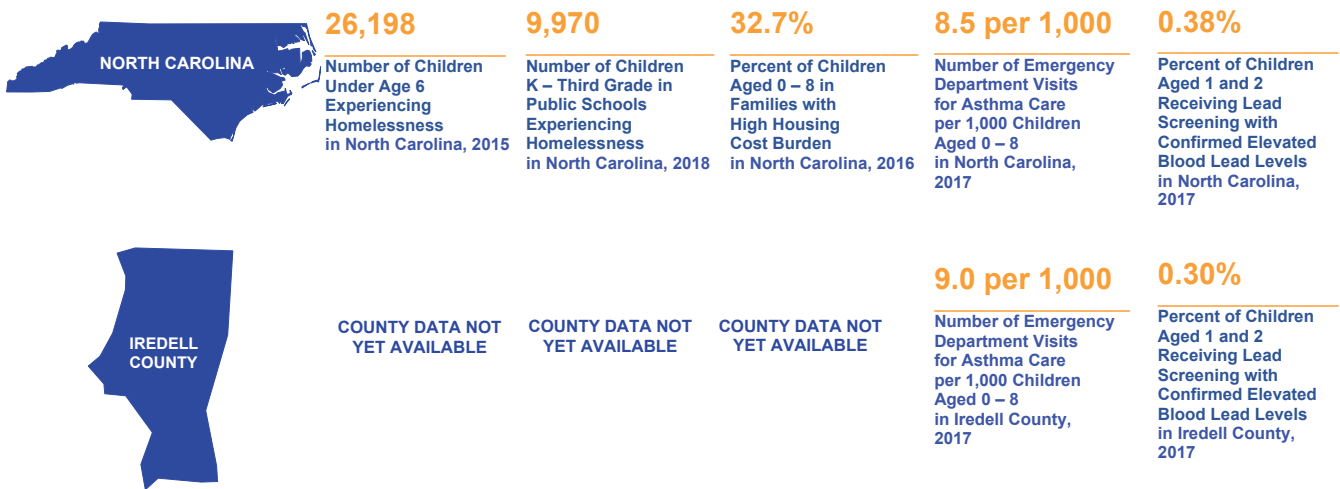 NORTH CAROLINA
26,198
Number of Children
Under Age 6
Experiencing
Homelessness
in North Carolina, 2015
9,970
Number of Children
K – Third Grade in
Public Schools
Experiencing
Homelessness
in North Carolina, 2018
32.7%
Percent of Children
Aged 0 – 8 in
Families with
High Housing
Cost Burden
in North Carolina, 2016
8.5 per 1,000
Number of Emergency
Department Visits
for Asthma Care
per 1,000 Children
Aged 0 – 8
in North Carolina,
2017
0.38%
Percent of Children
Aged 1 and 2
Receiving Lead
Screening with
Confirmed Elevated
Blood Lead Levels
in North Carolina,
2017
IREDELL
COUNTY
COUNTY DATA NOT
YET AVAILABLE
COUNTY DATA NOT
YET AVAILABLE
COUNTY DATA NOT
YET AVAILABLE
9.0 per 1,000
Number of Emergency
Department Visits
for Asthma Care
per 1,000 Children
Aged 0 – 8
in Iredell County,
2017
0.30%
Percent of Children
Aged 1 and 2
Receiving Lead
Screening with
Confirmed Elevated
Blood Lead Levels
in Iredell County,
2017